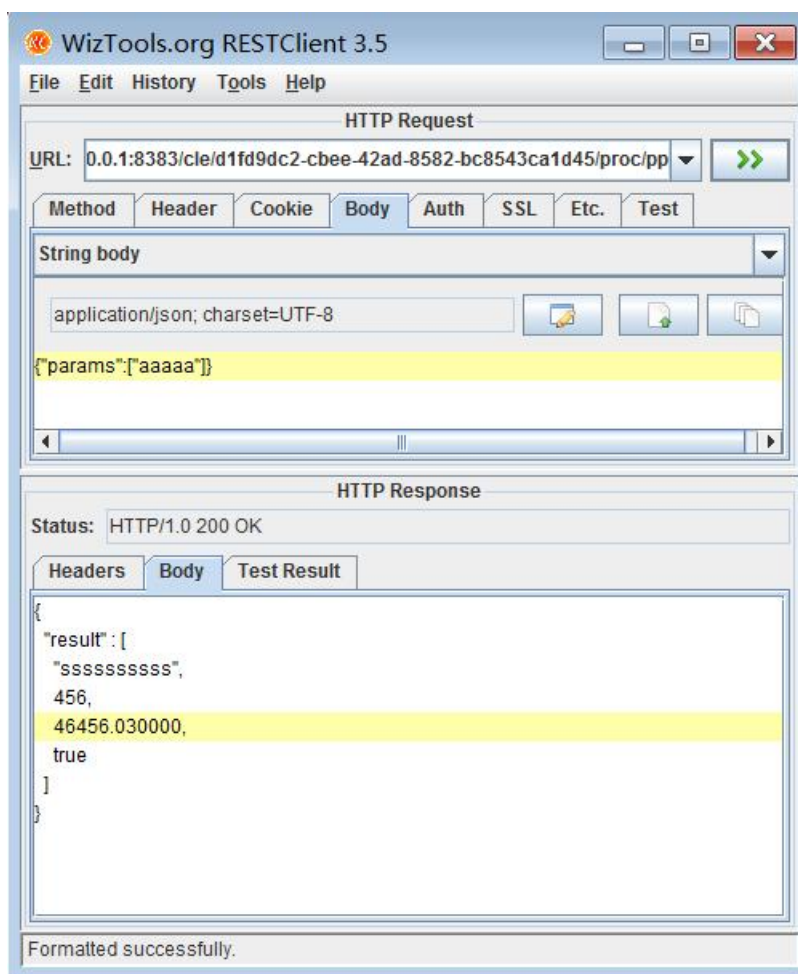 WizTools.org RESTClient 3.5
File Edit History Tools Help
HTTP Request
URL: 0.0.1:8383/cle/d1fd9dc2-cbee-42ad-8582-bc8543ca1d45/proc/pp
Method Header Cookie Body Auth SSL Etc. Test
String body
application/json; charset=UTF-8
{"params":["aaaaa"]}
HTTP Response
Status: HTTP/1.0 200 OK
Headers Body Test Result
{
"result" : [
"ssssssssss",
456,
46456.030000,
true
]
}
Formatted successfully.